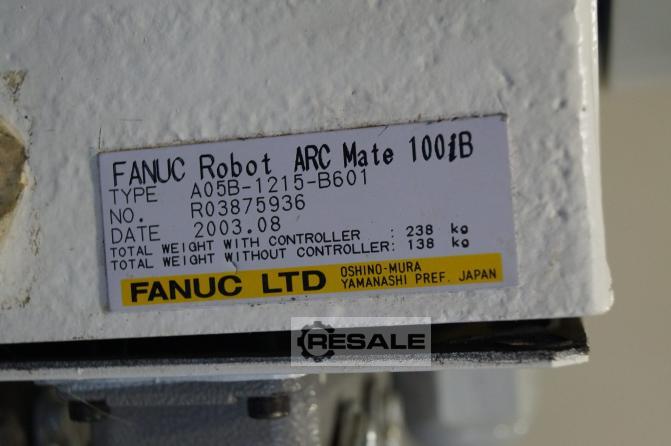 FANUC Robot ARC Mate 100iB
TYPE A05B-1215-B601
NO. R03875936
DATE 2003.08
TOTAL WEIGHT WITH CONTROLLER : 238 kg
TOTAL WEIGHT WITHOUT CONTROLLER: 138 kg
FANUC LTD OSHINO-MURA
YAMANASHI PREF. JAPAN
RESALE